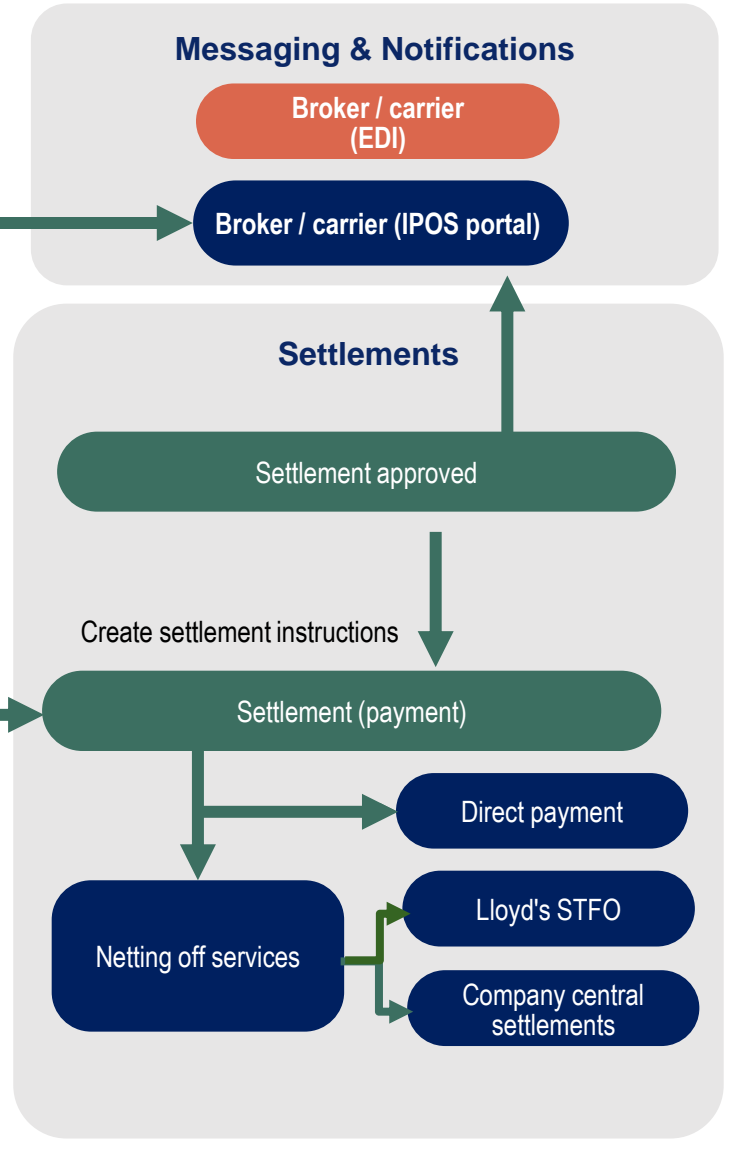 Messaging & Notifications
Broker / carrier
(EDI)
Broker / carrier (IPOS portal)
Settlements
Settlement approved
Create settlement instructions
Settlement (payment)
Direct payment
Lloyd's STFO
Netting off services
Company central
settlements